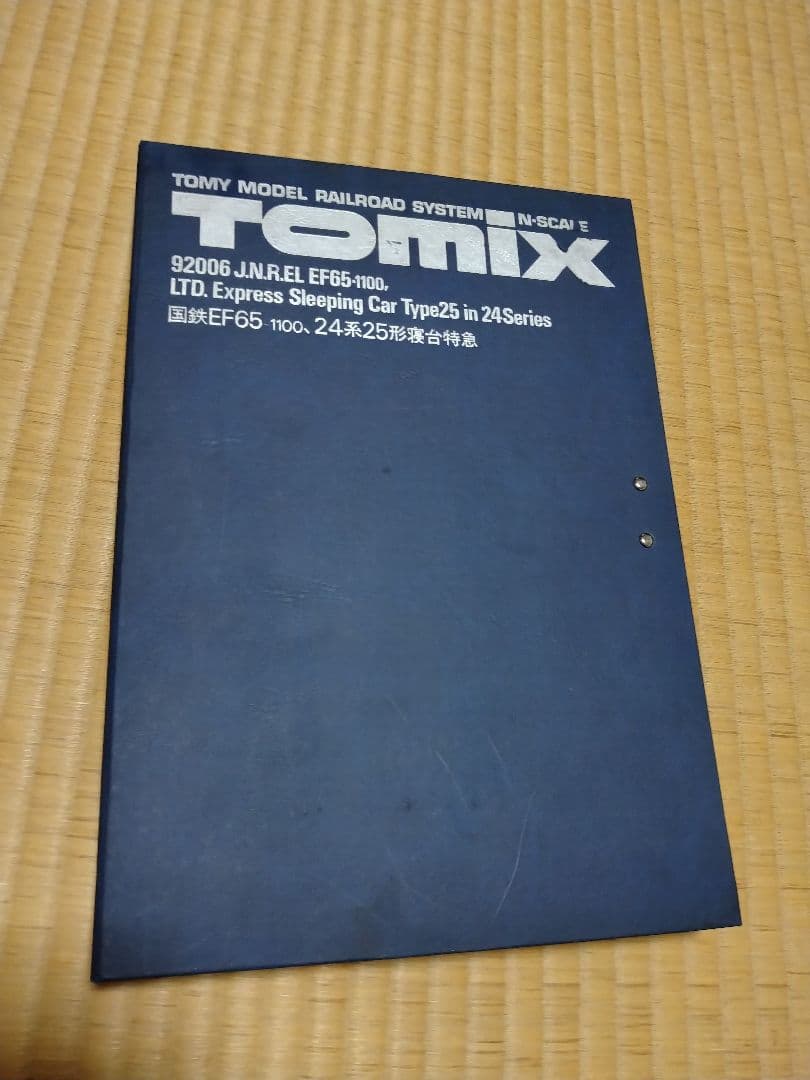 TOMY MODEL RAILROAD SYSTEM N-SCALE
TOMIX
92006 J.N.R.EL EF65-1100,
LTD. Express Sleeping Car Type25 in 24Series
国鉄EF65-1100、24系25形寝台特急